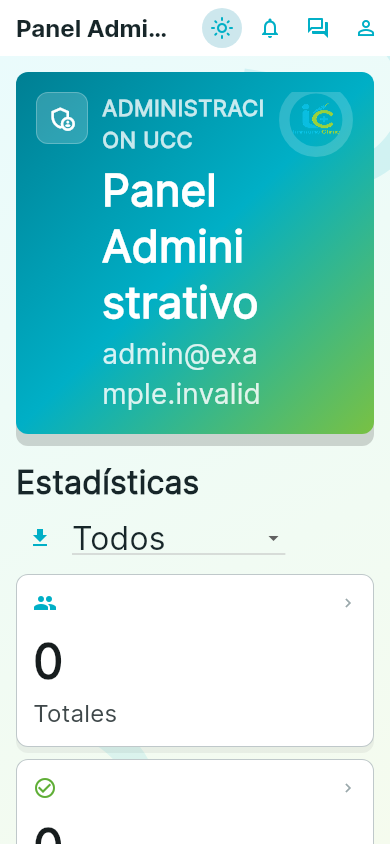 Panel Admi...
ADMINISTRACI
ON UCC
Panel
Admini
strativo
admin@exa
mple.invalid
Estadísticas
Todos
0
Totales
0